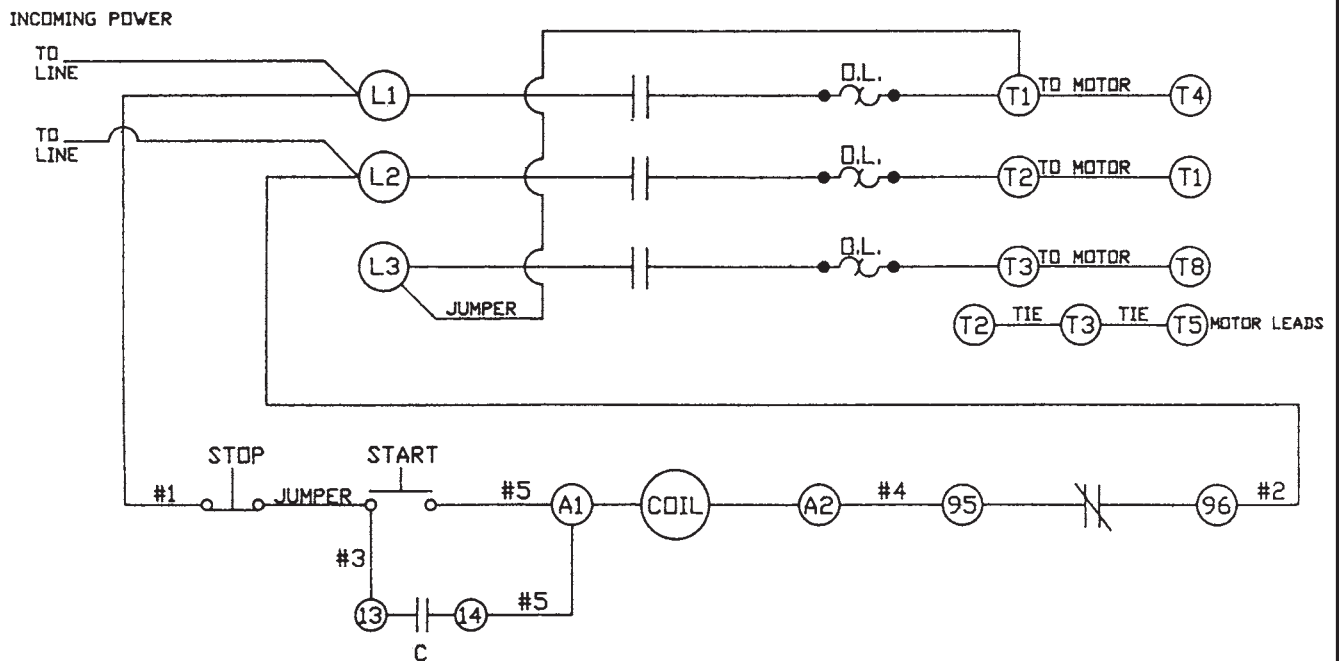 INCOMING POWER
TO
LINE
L1
O.L.
T1
TO MOTOR
T4
TO
LINE
L2
O.L.
T2
TO MOTOR
T1
L3
O.L.
T3
TO MOTOR
T8
JUMPER
T2
TIE
T3
TIE
T5
MOTOR LEADS
STOP
START
#1
JUMPER
#5
A1
COIL
A2
#4
95
96
#2
#3
13
14
#5
C